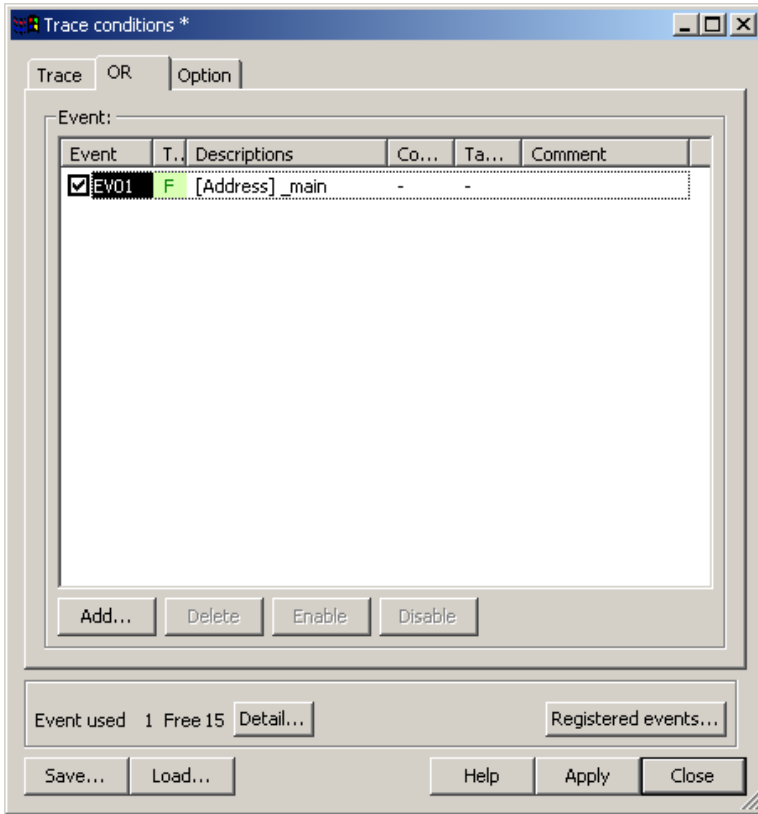 Trace conditions *
Trace OR Option
Event:
Event T.. Descriptions Co... Ta... Comment
EV01 F [Address] _main - -
Add... Delete Enable Disable
Event used 1 Free 15 Detail... Registered events...
Save... Load... Help Apply Close